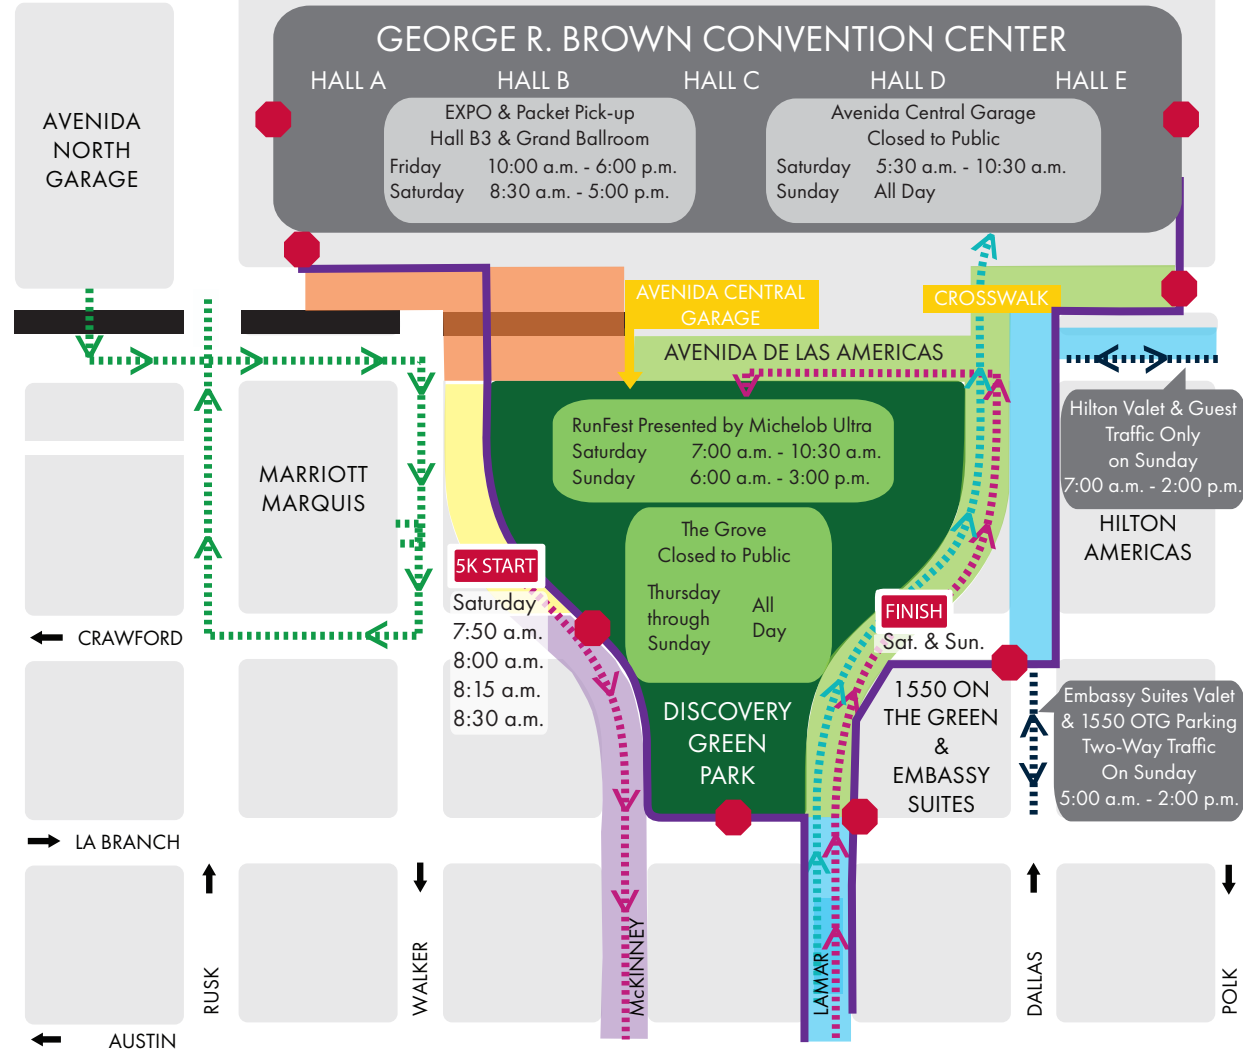 GEORGE R. BROWN CONVENTION CENTER
HALL A HALL B HALL C HALL D HALL E
EXPO & Packet Pick-up
Hall B3 & Grand Ballroom
Friday 10:00 a.m. - 6:00 p.m.
Saturday 8:30 a.m. - 5:00 p.m.
Avenida Central Garage
Closed to Public
Saturday 5:30 a.m. - 10:30 a.m.
Sunday All Day
AVENIDA
NORTH
GARAGE
AVENIDA CENTRAL
GARAGE
CROSSWALK
AVENIDA DE LAS AMERICAS
RunFest Presented by Michelob Ultra
Saturday 7:00 a.m. - 10:30 a.m.
Sunday 6:00 a.m. - 3:00 p.m.
Hilton Valet & Guest
Traffic Only
on Sunday
7:00 a.m. - 2:00 p.m.
MARRIOTT
MARQUIS
HILTON
AMERICAS
The Grove
Closed to Public
Thursday
through
Sunday
All
Day
5K START
Saturday
7:50 a.m.
8:00 a.m.
8:15 a.m.
8:30 a.m.
FINISH
Sat. & Sun.
CRAWFORD
DISCOVERY
GREEN
PARK
1550 ON
THE GREEN
&
EMBASSY
SUITES
Embassy Suites Valet
& 1550 OTG Parking
Two-Way Traffic
On Sunday
5:00 a.m. - 2:00 p.m.
LA BRANCH
RUSK
WALKER
McKINNEY
LAMAR
DALLAS
POLK
AUSTIN